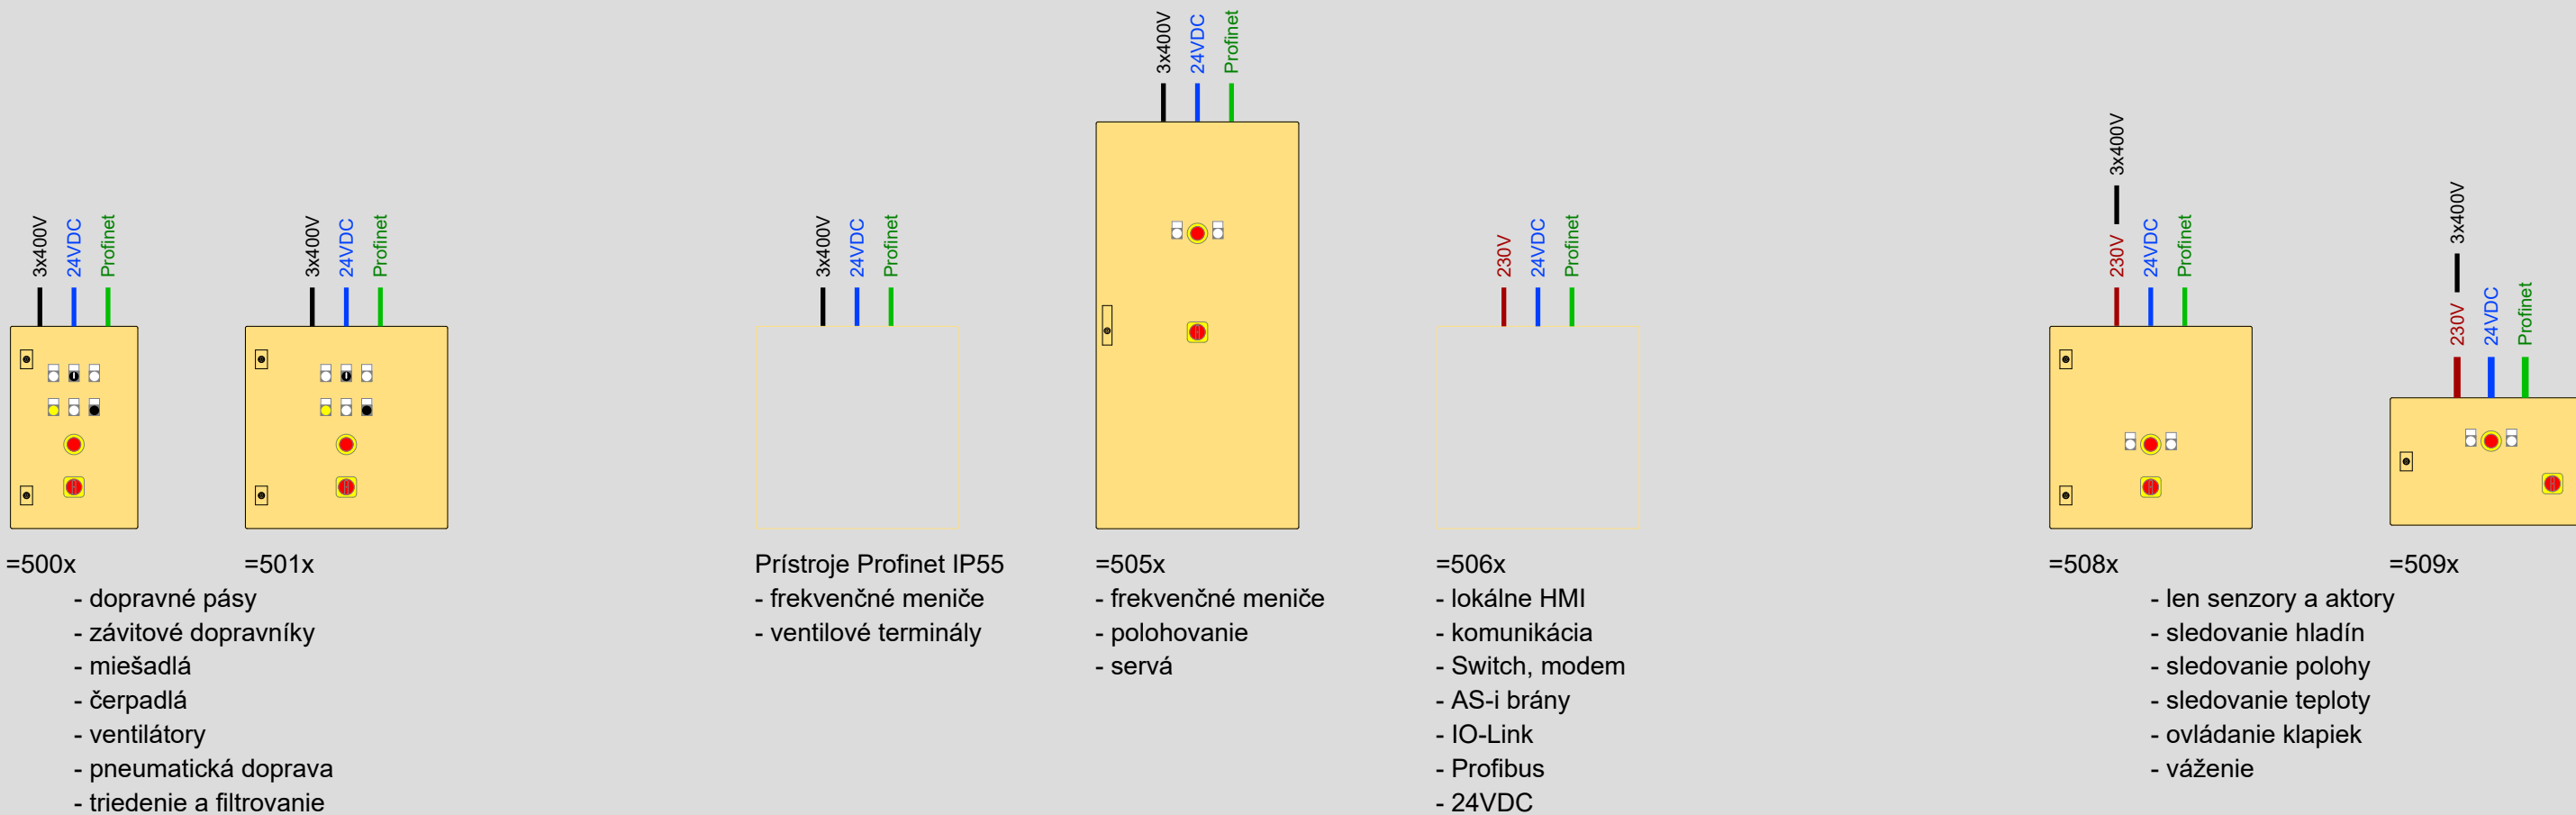 3x400V
24VDC
Profinet
=500x
3x400V
24VDC
Profinet
=501x
- dopravné pásy
- závitové dopravníky
- miešadlá
- čerpadlá
- ventilátory
- pneumatická doprava
- triedenie a filtrovanie
3x400V
24VDC
Profinet
Prístroje Profinet IP55
- frekvenčné meniče
- ventilové terminály
3x400V
24VDC
Profinet
=505x
- frekvenčné meniče
- polohovanie
- servá
230V
24VDC
Profinet
=506x
- lokálne HMI
- komunikácia
- Switch, modem
- AS-i brány
- IO-Link
- Profibus
- 24VDC
3x400V
230V
24VDC
Profinet
=508x
3x400V
230V
24VDC
Profinet
=509x
- len senzory a aktory
- sledovanie hladín
- sledovanie polohy
- sledovanie teploty
- ovládanie klapiek
- váženie